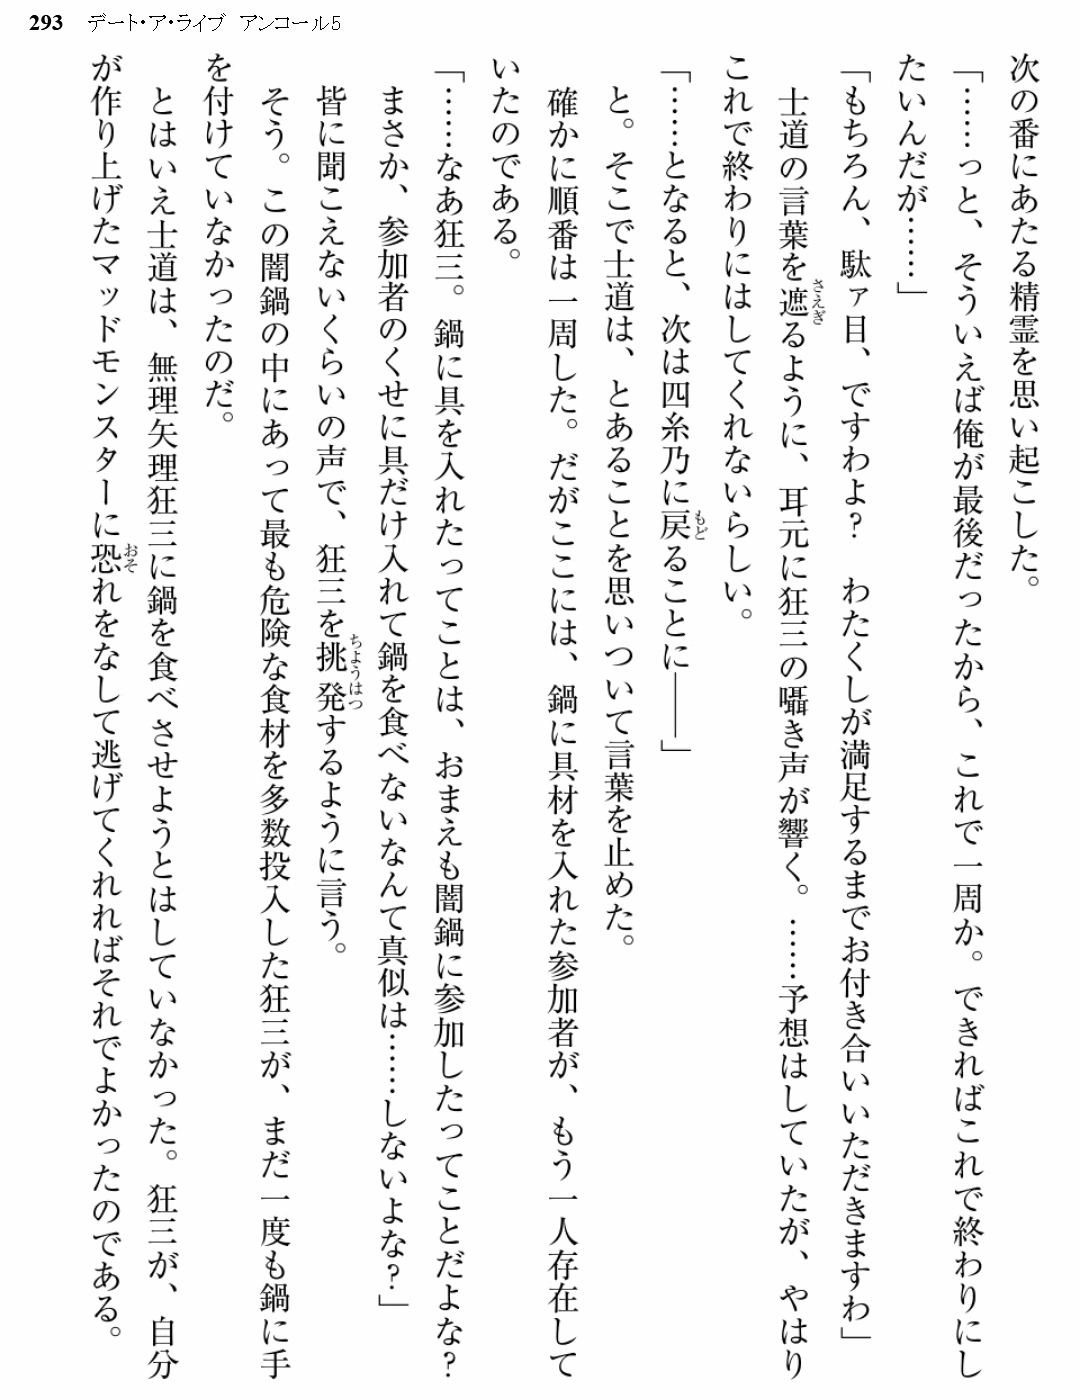 293 デート・ア・ライブ アンコール5
次の番にあたる精霊を思い起こした。
「……っと、そういえば俺が最後だったから、これで一周か。できればこれで終わりにし
たいんだが……」
「もちろん、駄ァ目、ですわよ? わたくしが満足するまでお付き合いいただきますわ」
士道の言葉を遮るように、耳元に狂三の囁き声が響く。……予想はしていたが、やはり
これで終わりにはしてくれないらしい。
「……となると、次は四糸乃に戻ることに――」
と。そこで士道は、とあることを思いついて言葉を止めた。
確かに順番は一周した。だがここには、鍋に具材を入れた参加者が、もう一人存在して
いたのである。
「……なあ狂三。鍋に具を入れたってことは、おまえも闇鍋に参加したってことだよな?
まさか、参加者のくせに具だけ入れて鍋を食べないなんて真似は……しないよな?」
皆に聞こえないくらいの声で、狂三を挑発するように言う。
そう。この闇鍋の中にあって最も危険な食材を多数投入した狂三が、まだ一度も鍋に手
を付けていなかったのだ。
とはいえ士道は、無理矢理狂三に鍋を食べさせようとはしていなかった。狂三が、自分
が作り上げたマッドモンスターに恐れをなして逃げてくれればそれでよかったのである。